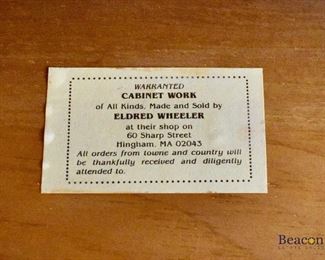 WARRANTED
CABINET WORK
of All Kinds, Made and Sold by
ELDRED WHEELER
at their shop on
60 Sharp Street
Hingham, MA 02043
All orders from towne and country will
be thankfully received and diligently
attended to.
Beacon